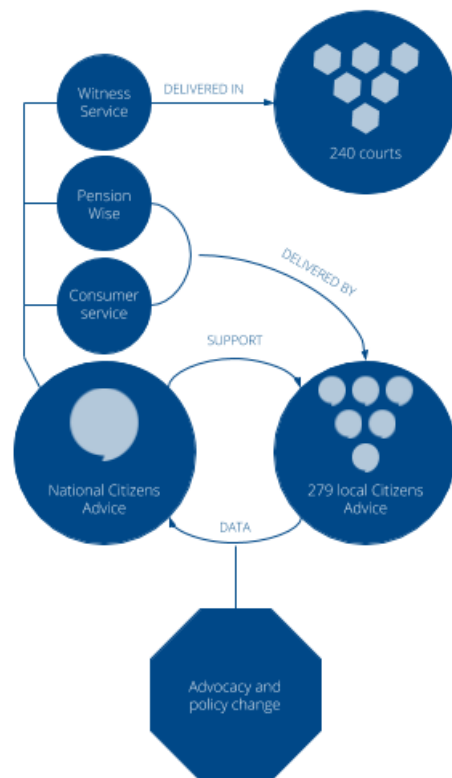 Witness
Service
DELIVERED IN
240 courts
Pension
Wise
Consumer
service
DELIVERED BY
SUPPORT
National Citizens
Advice
279 local Citizens
Advice
DATA
Advocacy and
policy change